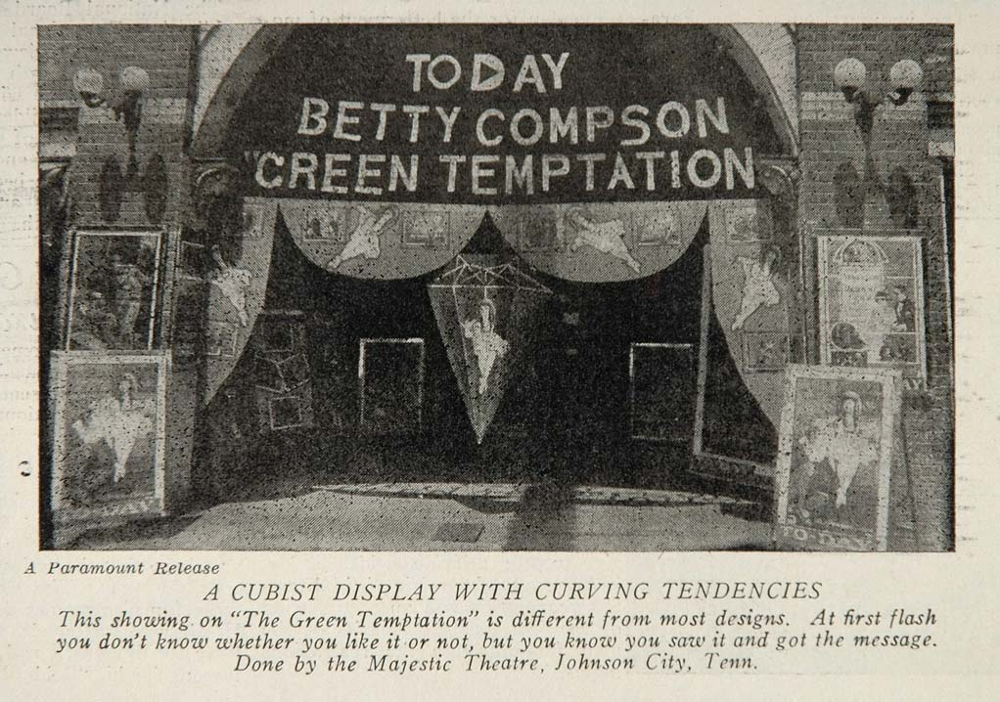 TODAY
BETTY COMPSON
"GREEN TEMPTATION
TO-DAY
A Paramount Release
A CUBIST DISPLAY WITH CURVING TENDENCIES
This showing on "The Green Temptation" is different from most designs. At first flash
you don't know whether you like it or not, but you know you saw it and got the message.
Done by the Majestic Theatre, Johnson City, Tenn.